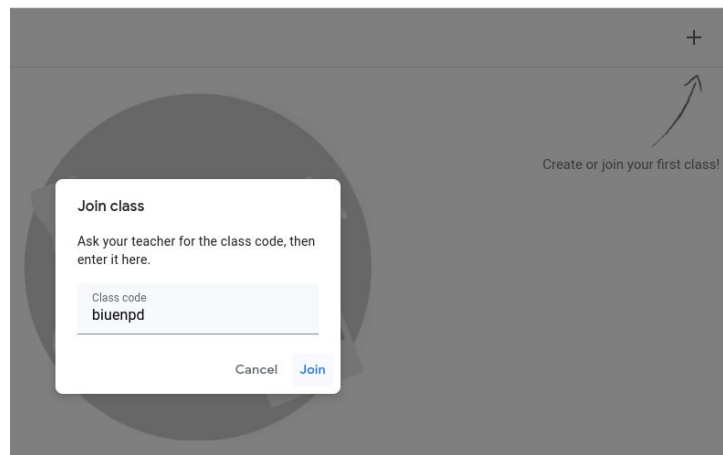 +
Create or join your first class!
Join class
Ask your teacher for the class code, then
enter it here.
Class code
biuenpd
Cancel Join